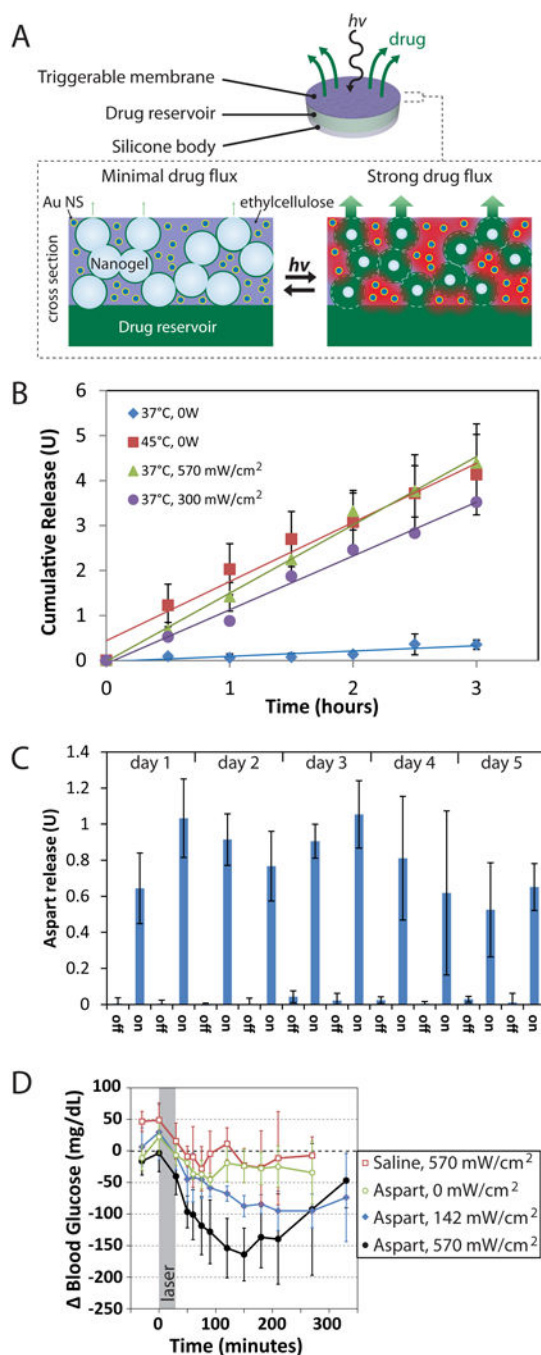 A
hv
drug
Triggerable membrane
Drug reservoir
Silicone body
Minimal drug flux
Strong drug flux
Au NS
ethylcellulose
cross section
Nanogel
hv
Drug reservoir
B
Cumulative Release (U)
6
5
4
3
2
1
0
37°C, 0W
45°C, 0W
37°C, 570 mW/cm²
37°C, 300 mW/cm²
0 1 2 3
Time (hours)
C
Aspart release (U)
1.4
1.2
1
0.8
0.6
0.4
0.2
0
day 1 day 2 day 3 day 4 day 5
off on off on off on off on off on off on off on off on off on off on
D
Δ Blood Glucose (mg/dL)
100
50
0
-50
-100
-150
-200
-250
laser
0 100 200 300
Time (minutes)
Saline, 570 mW/cm²
Aspart, 0 mW/cm²
Aspart, 142 mW/cm²
Aspart, 570 mW/cm²